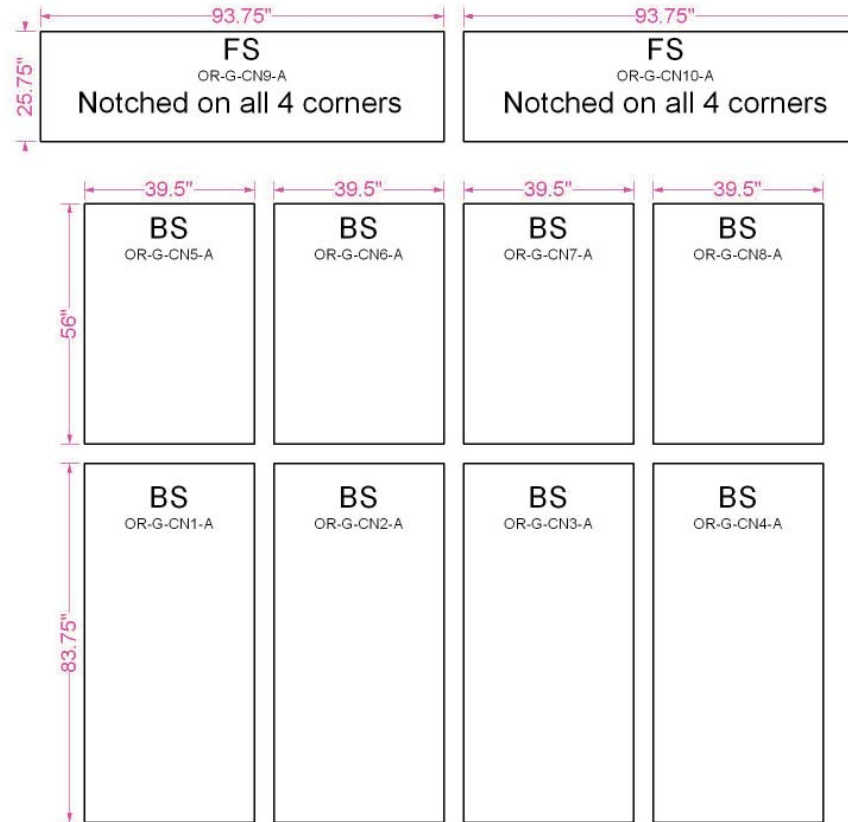 93.75"
93.75"
25.75"
FS
OR-G-CN9-A
Notched on all 4 corners
FS
OR-G-CN10-A
Notched on all 4 corners
39.5"
39.5"
39.5"
39.5"
56"
BS
OR-G-CN5-A
BS
OR-G-CN6-A
BS
OR-G-CN7-A
BS
OR-G-CN8-A
83.75"
BS
OR-G-CN1-A
BS
OR-G-CN2-A
BS
OR-G-CN3-A
BS
OR-G-CN4-A